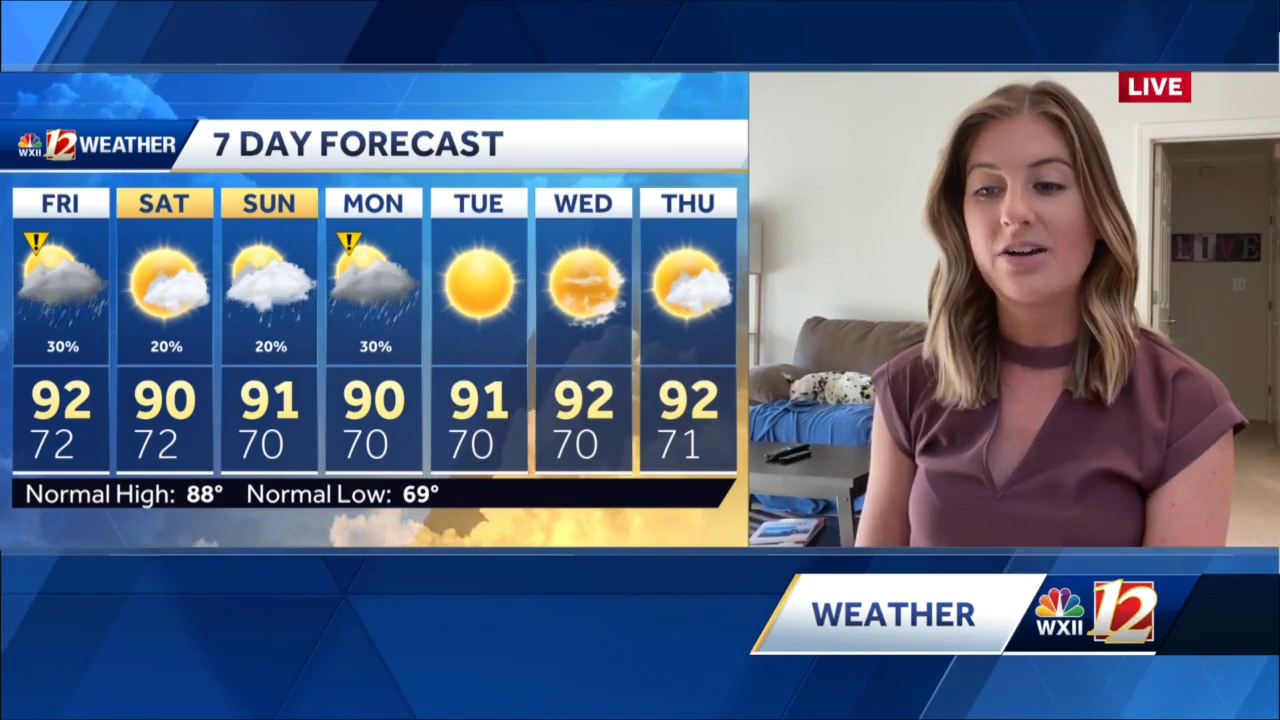 LIVE
WXII 12 WEATHER
7 DAY FORECAST
FRI SAT SUN MON TUE WED THU
! !
30% 20% 20% 30%
92 90 91 90 91 92 92
72 72 70 70 70 70 71
Normal High: 88° Normal Low: 69°
LIVE
WEATHER
WXII 12